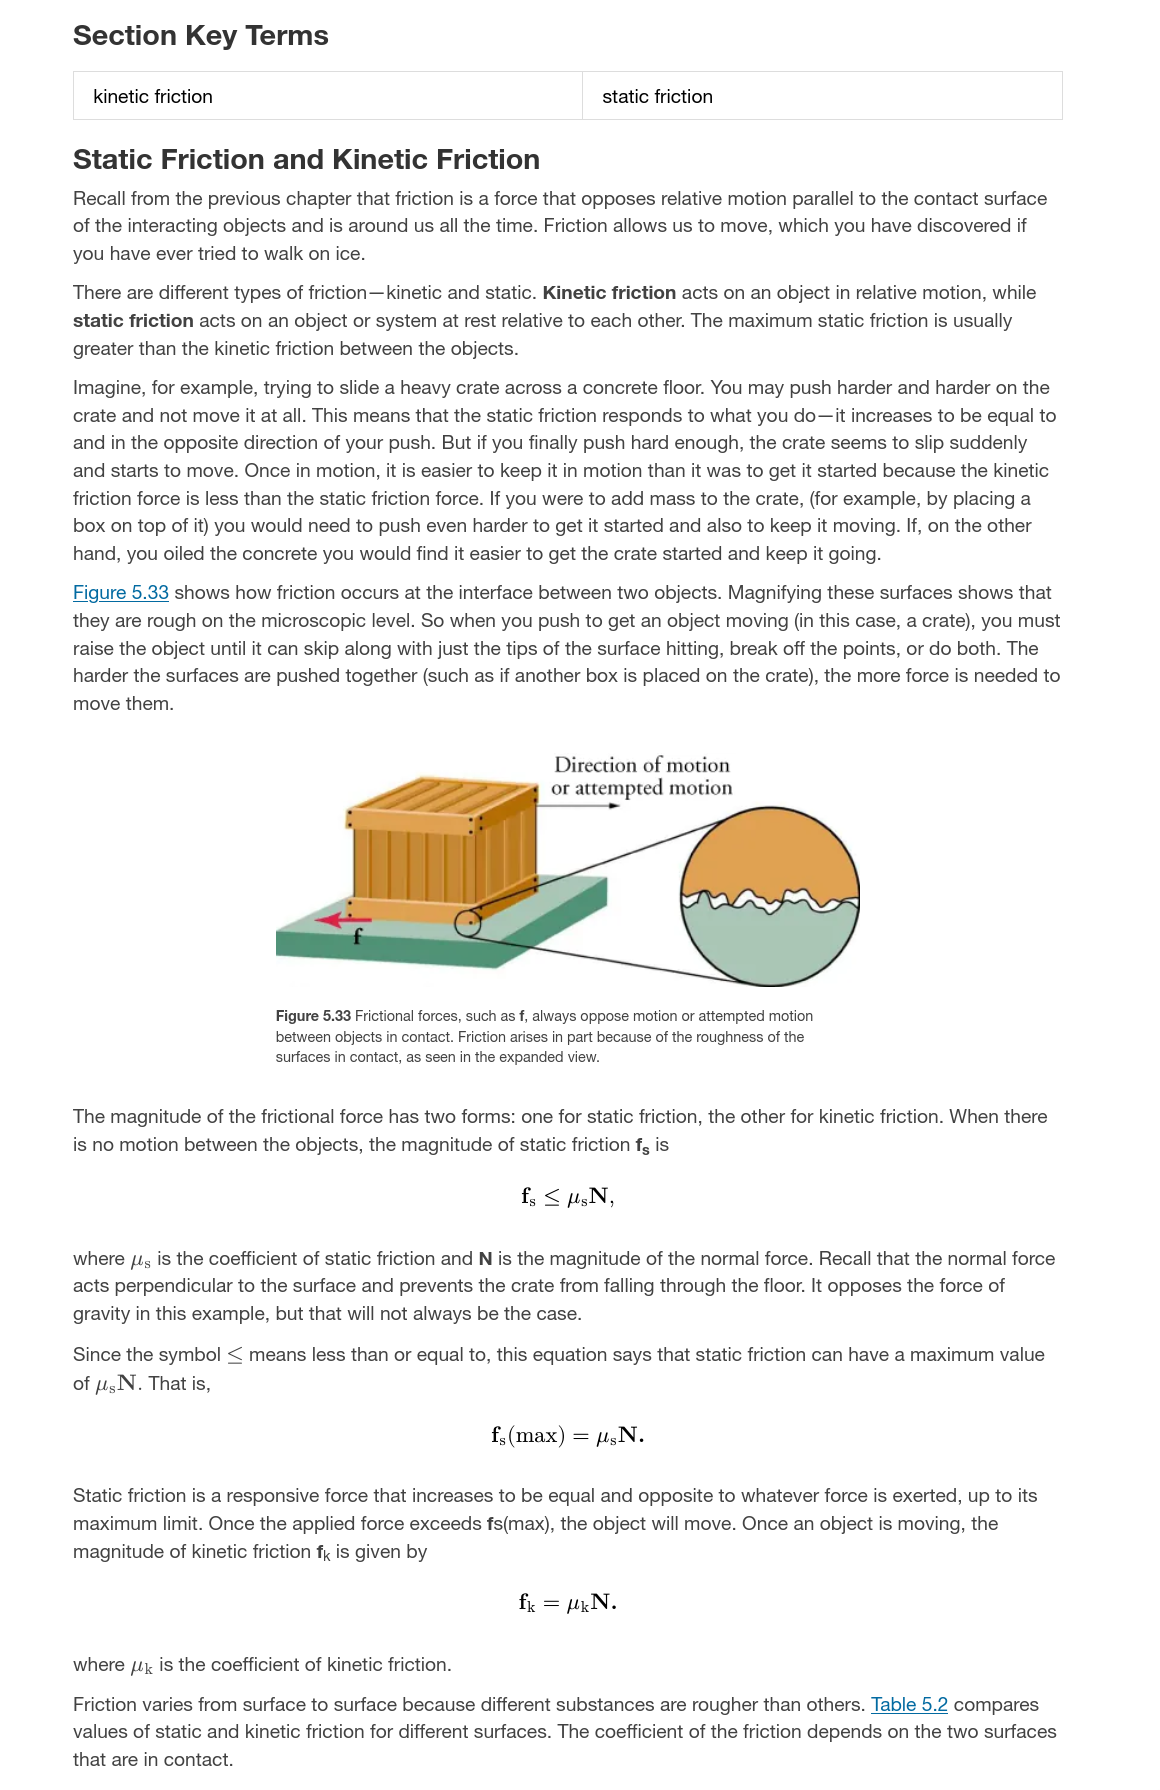 Section Key Terms
kinetic friction
static friction
Static Friction and Kinetic Friction
Recall from the previous chapter that friction is a force that opposes relative motion parallel to the contact surface
of the interacting objects and is around us all the time. Friction allows us to move, which you have discovered if
you have ever tried to walk on ice.
There are different types of friction—kinetic and static. Kinetic friction acts on an object in relative motion, while
static friction acts on an object or system at rest relative to each other. The maximum static friction is usually
greater than the kinetic friction between the objects.
Imagine, for example, trying to slide a heavy crate across a concrete floor. You may push harder and harder on the
crate and not move it at all. This means that the static friction responds to what you do—it increases to be equal to
and in the opposite direction of your push. But if you finally push hard enough, the crate seems to slip suddenly
and starts to move. Once in motion, it is easier to keep it in motion than it was to get it started because the kinetic
friction force is less than the static friction force. If you were to add mass to the crate, (for example, by placing a
box on top of it) you would need to push even harder to get it started and also to keep it moving. If, on the other
hand, you oiled the concrete you would find it easier to get the crate started and keep it going.
Figure 5.33 shows how friction occurs at the interface between two objects. Magnifying these surfaces shows that
they are rough on the microscopic level. So when you push to get an object moving (in this case, a crate), you must
raise the object until it can skip along with just the tips of the surface hitting, break off the points, or do both. The
harder the surfaces are pushed together (such as if another box is placed on the crate), the more force is needed to
move them.
Direction of motion
or attempted motion
f
Figure 5.33 Frictional forces, such as f, always oppose motion or attempted motion
between objects in contact. Friction arises in part because of the roughness of the
surfaces in contact, as seen in the expanded view.
The magnitude of the frictional force has two forms: one for static friction, the other for kinetic friction. When there
is no motion between the objects, the magnitude of static friction fs is
fs ≤ μsN,
where μs is the coefficient of static friction and N is the magnitude of the normal force. Recall that the normal force
acts perpendicular to the surface and prevents the crate from falling through the floor. It opposes the force of
gravity in this example, but that will not always be the case.
Since the symbol ≤ means less than or equal to, this equation says that static friction can have a maximum value
of μsN. That is,
fs(max) = μsN.
Static friction is a responsive force that increases to be equal and opposite to whatever force is exerted, up to its
maximum limit. Once the applied force exceeds fs(max), the object will move. Once an object is moving, the
magnitude of kinetic friction fk is given by
fk = μkN.
where μk is the coefficient of kinetic friction.
Friction varies from surface to surface because different substances are rougher than others. Table 5.2 compares
values of static and kinetic friction for different surfaces. The coefficient of the friction depends on the two surfaces
that are in contact.